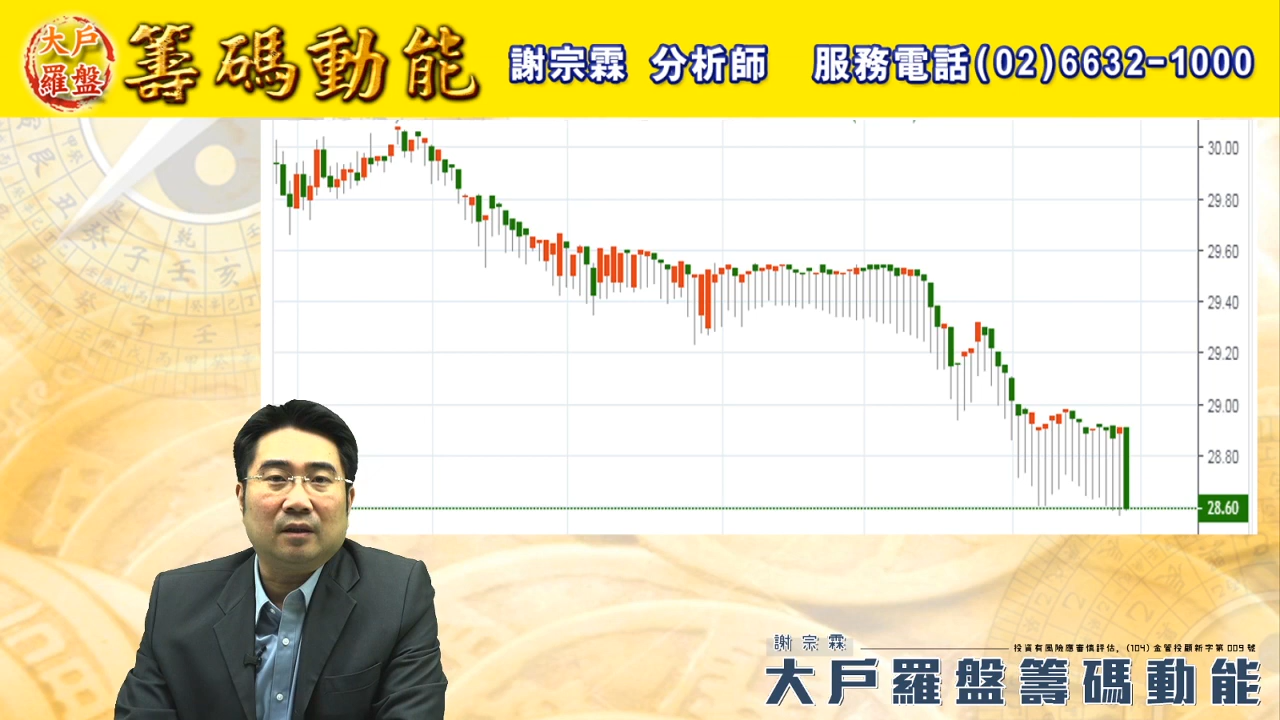 大戶羅盤 籌碼動能 謝宗霖 分析師 服務電話(02)6632-1000
30.00
29.80
29.60
29.40
29.20
29.00
28.80
28.60
謝宗霖
投資有風險應審慎評估，(104)金管投顧新字第009號
大戶羅盤籌碼動能